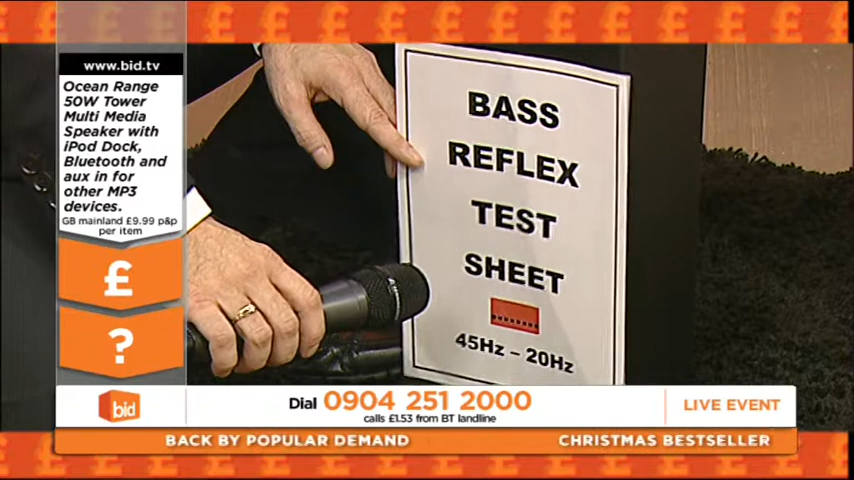 www.bid.tv
Ocean Range
50W Tower
Multi Media
Speaker with
iPod Dock,
Bluetooth and
aux in for
other MP3
devices.
GB mainland £9.99 p&p
per item
£
?
BASS
REFLEX
TEST
SHEET
45Hz – 20Hz
bid
Dial 0904 251 2000
calls £1.53 from BT landline
LIVE EVENT
BACK BY POPULAR DEMAND
CHRISTMAS BESTSELLER